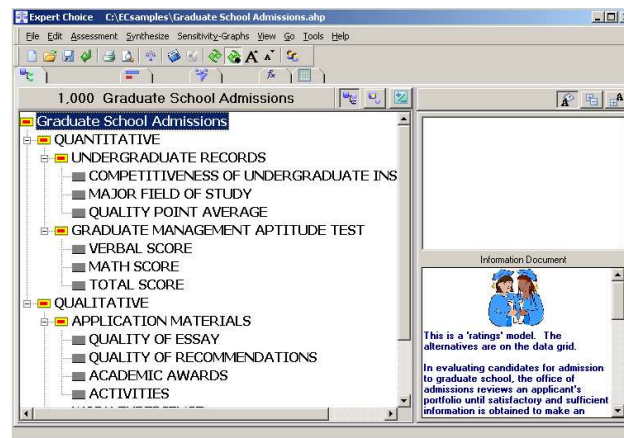 Expert Choice C:\ECsamples\Graduate School Admissions.ahp
File Edit Assessment Synthesize Sensitivity-Graphs View Go Tools Help
1,000 Graduate School Admissions
Graduate School Admissions
QUANTITATIVE
UNDERGRADUATE RECORDS
COMPETITIVENESS OF UNDERGRADUATE INS
MAJOR FIELD OF STUDY
QUALITY POINT AVERAGE
GRADUATE MANAGEMENT APTITUDE TEST
VERBAL SCORE
MATH SCORE
TOTAL SCORE
QUALITATIVE
APPLICATION MATERIALS
QUALITY OF ESSAY
QUALITY OF RECOMMENDATIONS
ACADEMIC AWARDS
ACTIVITIES
Information Document
This is a 'ratings' model. The
alternatives are on the data grid.
In evaluating candidates for admission
to graduate school, the office of
admissions reviews an applicant's
portfolio until satisfactory and sufficient
information is obtained to make an